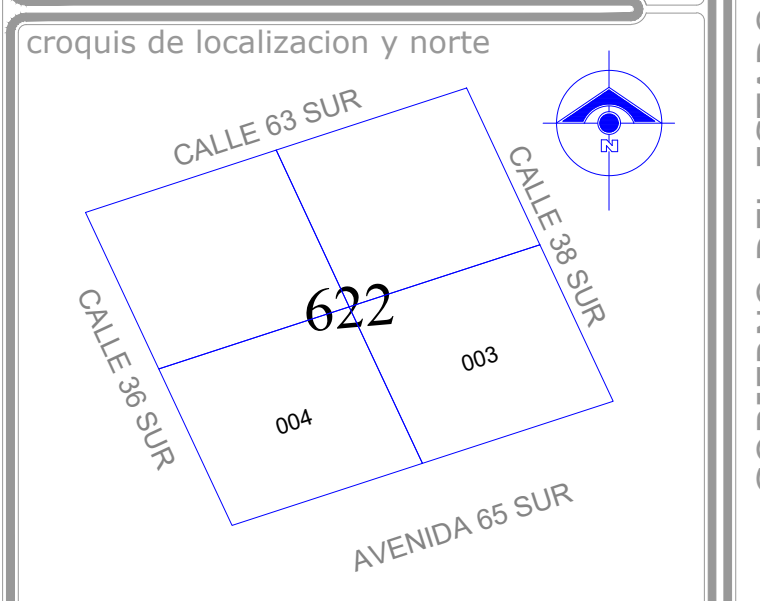 croquis de localizacion y norte
CALLE 63 SUR
N
CALLE 38 SUR
622
CALLE 36 SUR
003
004
AVENIDA 65 SUR